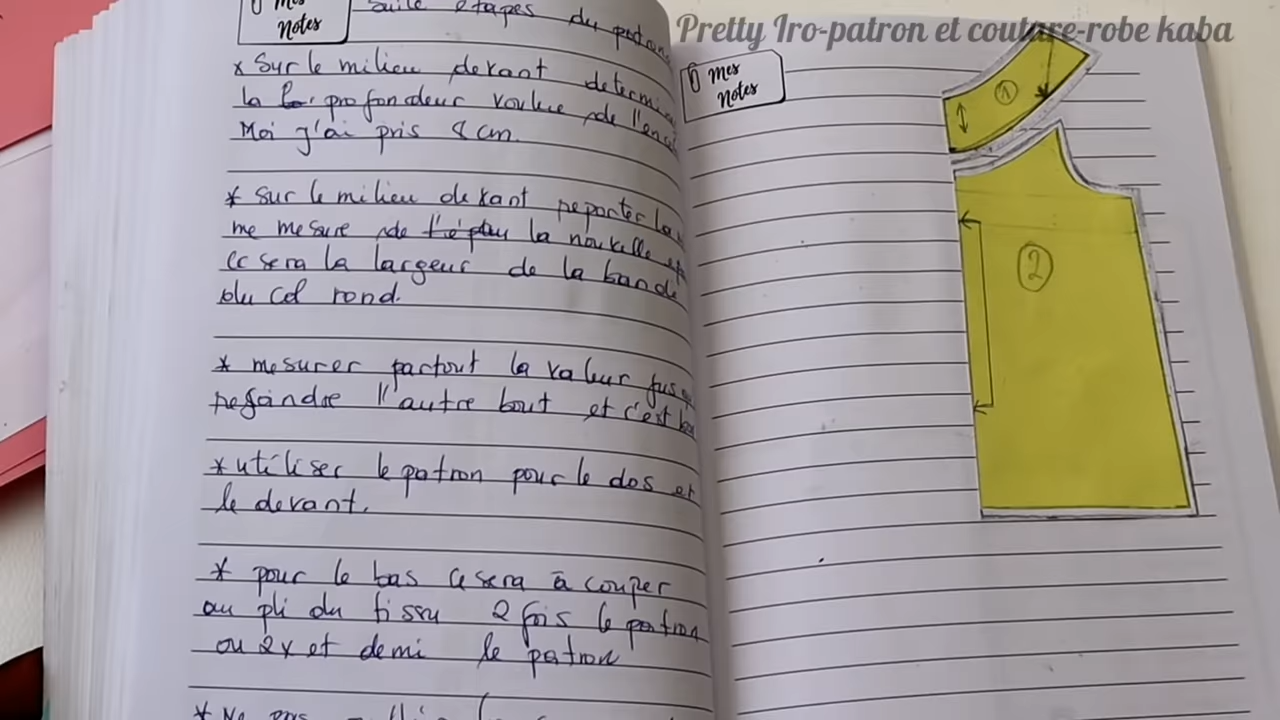 Mes
Notes
Suite étapes du patron
* Sur le milieu devant
la profondeur voulue de
Moi j'ai pris 8 cm.
* Sur le milieu devant reporter la
me mesure de la nouvelle
ce sera la largeur de la bande
du col rond.
* mesurer partout la valeur
rejoindre l'autre bout et c'est
* utiliser le patron pour le dos et
le devant.
* pour le bas ce sera à couper
au pli du tissu 2 fois le patron
ou 2x et demi le patron
* Ne pas
Pretty Iro-patron et couture-robe kaba
Mes
Notes
1
2